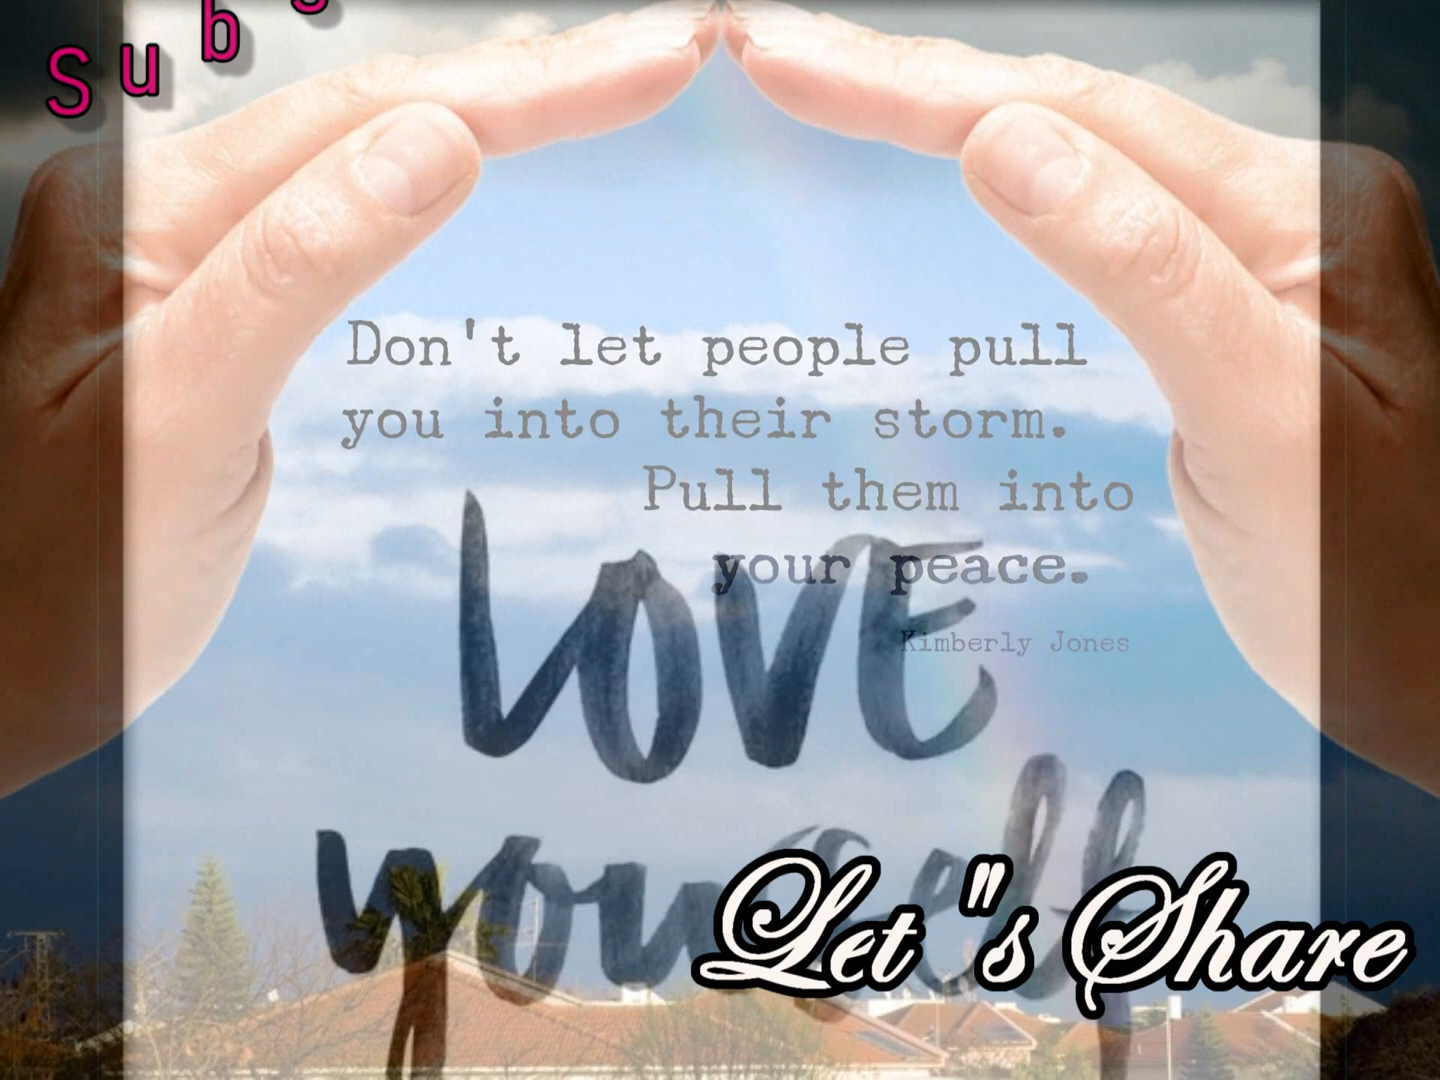 Sub
Don't let people pull
you into their storm.
Pull them into
your peace.
Kimberly Jones
LOVE
yourself
Let "s Share